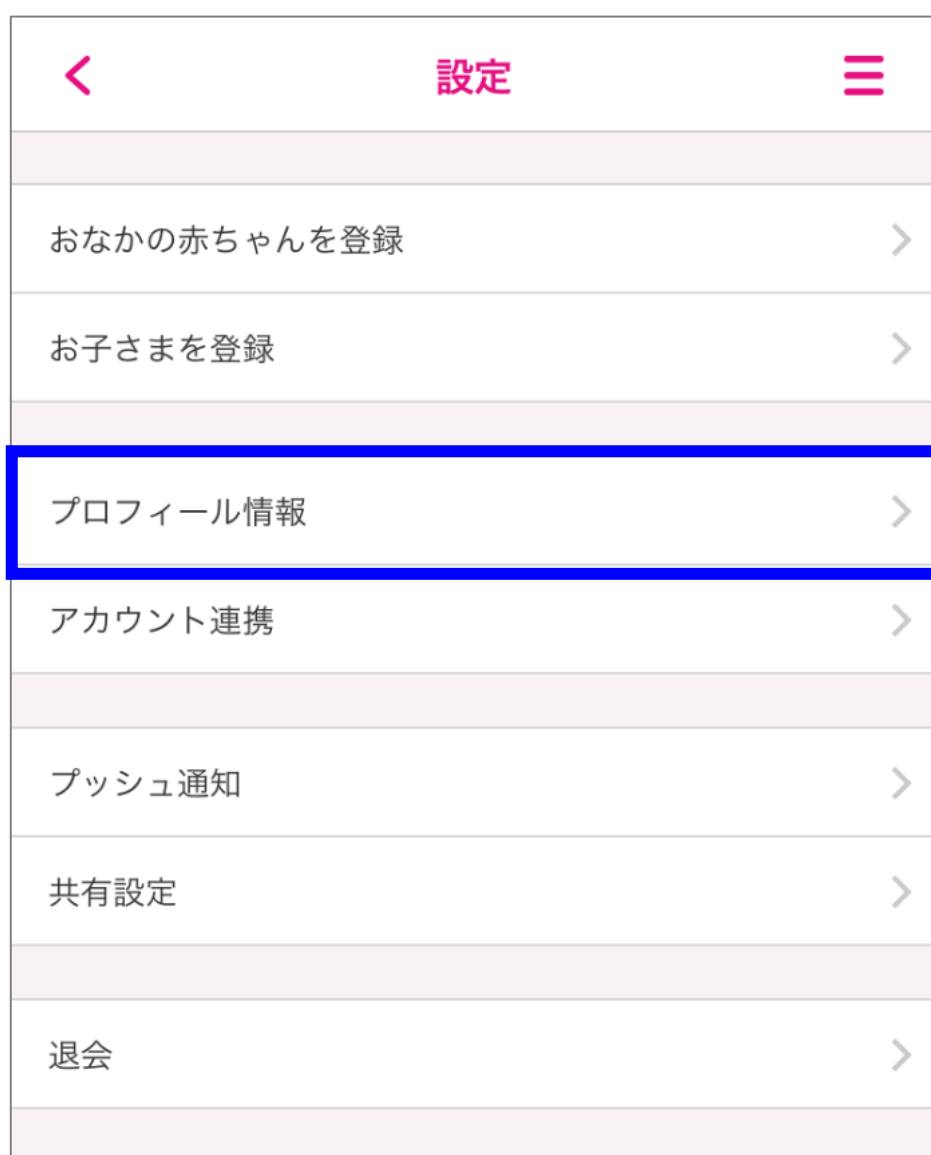 設定
おなかの赤ちゃんを登録
お子さまを登録
プロフィール情報
アカウント連携
プッシュ通知
共有設定
退会